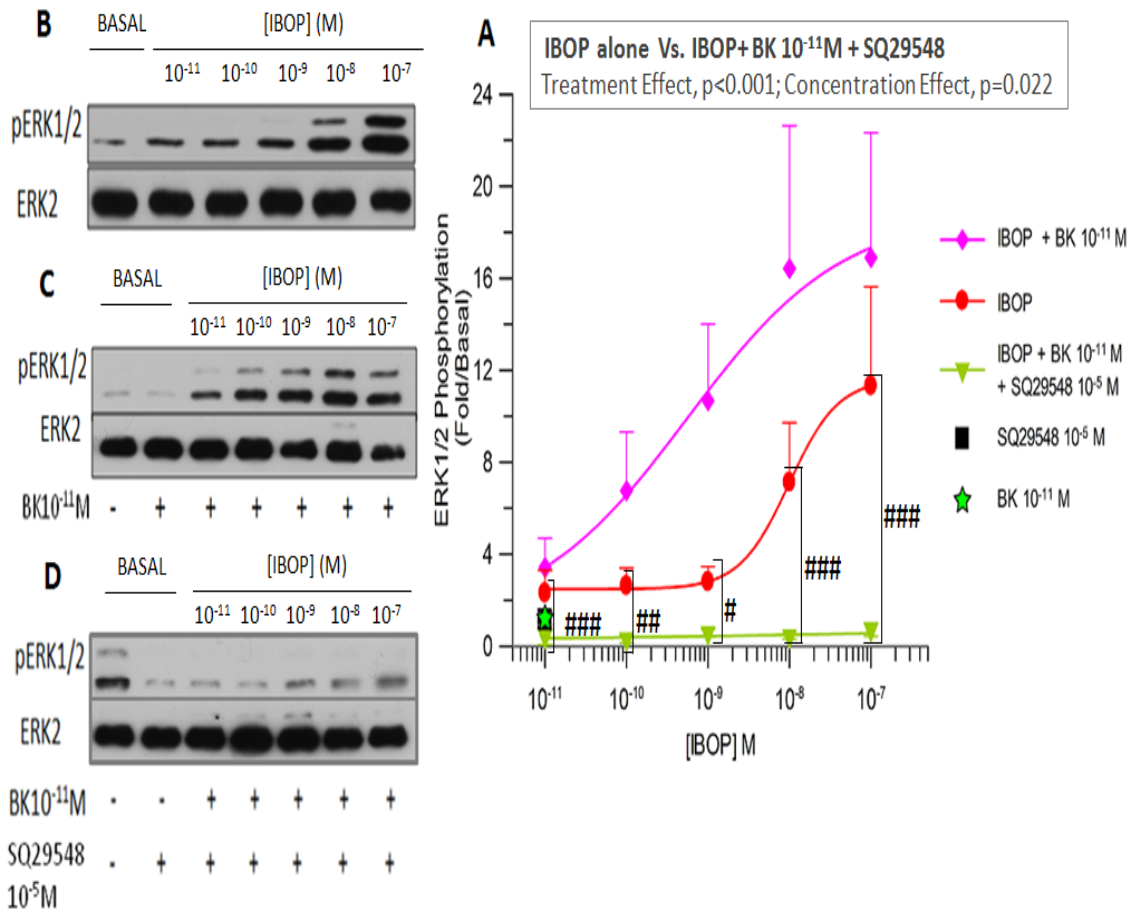 B
BASAL [IBOP] (M)
10⁻¹¹ 10⁻¹⁰ 10⁻⁹ 10⁻⁸ 10⁻⁷
pERK1/2
ERK2
C
BASAL [IBOP] (M)
10⁻¹¹ 10⁻¹⁰ 10⁻⁹ 10⁻⁸ 10⁻⁷
pERK1/2
ERK2
BK10⁻¹¹M - + + + + + +
D
BASAL [IBOP] (M)
10⁻¹¹ 10⁻¹⁰ 10⁻⁹ 10⁻⁸ 10⁻⁷
pERK1/2
ERK2
BK10⁻¹¹M - - + + + + +
SQ29548 - + + + + + +
10⁻⁵M
A
IBOP alone Vs. IBOP+ BK 10⁻¹¹M + SQ29548
Treatment Effect, p<0.001; Concentration Effect, p=0.022
ERK1/2 Phosphorylation
(Fold/Basal)
24
20
16
12
8
4
0
### ## # ### ###
10⁻¹¹ 10⁻¹⁰ 10⁻⁹ 10⁻⁸ 10⁻⁷
[IBOP] M
IBOP + BK 10⁻¹¹ M
IBOP
IBOP + BK 10⁻¹¹ M
+ SQ29548 10⁻⁵ M
SQ29548 10⁻⁵ M
BK 10⁻¹¹ M